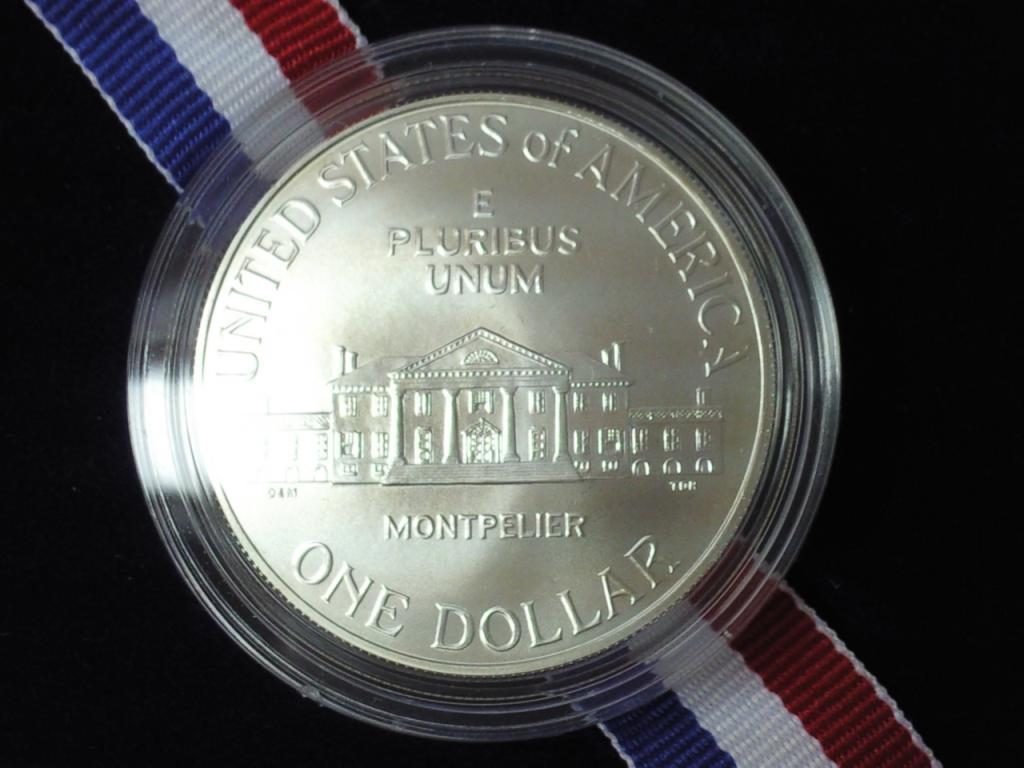 UNITED STATES of AMERICA
E
PLURIBUS
UNUM
MONTPELIER
ONE DOLLAR